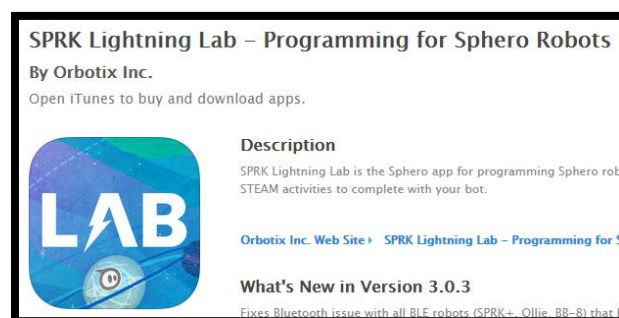 SPRK Lightning Lab – Programming for Sphero Robots
By Orbotix Inc.
Open iTunes to buy and download apps.
LAB
Description
SPRK Lightning Lab is the Sphero app for programming Sphero rob
STEAM activities to complete with your bot.
Orbotix Inc. Web Site SPRK Lightning Lab – Programming for S
What's New in Version 3.0.3
Fixes Bluetooth issue with all BLE robots (SPRK+, Ollie, BB-8) that